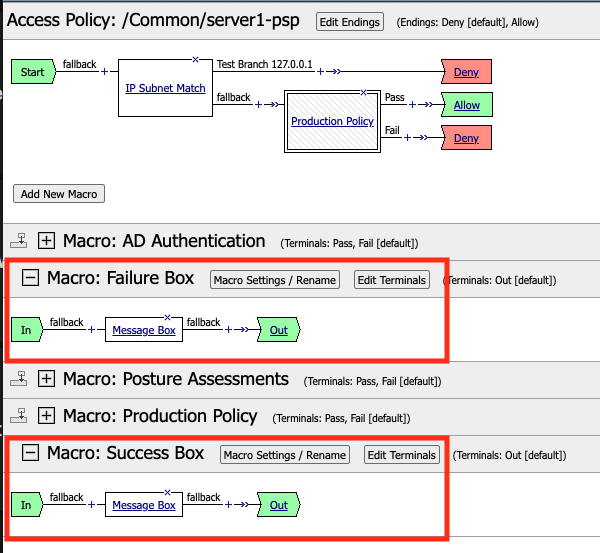 Access Policy: /Common/server1-psp Edit Endings (Endings: Deny [default], Allow)
Start fallback + IP Subnet Match Test Branch 127.0.0.1 + Deny
fallback + Production Policy Pass + Allow
Fail + Deny
Add New Macro
Macro: AD Authentication (Terminals: Pass, Fail [default])
Macro: Failure Box Macro Settings / Rename Edit Terminals (Terminals: Out [default])
In fallback + Message Box fallback + Out
Macro: Posture Assessments (Terminals: Pass, Fail [default])
Macro: Production Policy (Terminals: Pass, Fail [default])
Macro: Success Box Macro Settings / Rename Edit Terminals (Terminals: Out [default])
In fallback + Message Box fallback + Out